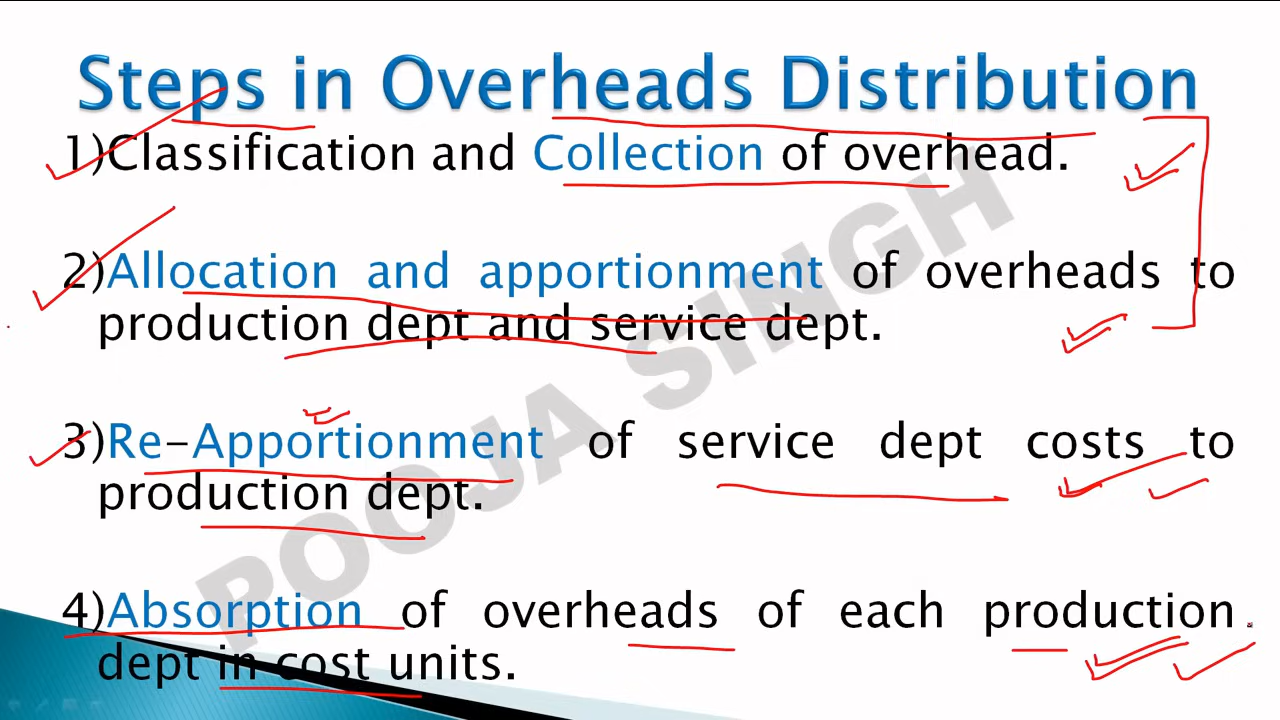 Steps in Overheads Distribution
1)Classification and Collection of overhead.
2)Allocation and apportionment of overheads to
production dept and service dept.
3)Re-Apportionment of service dept costs to
production dept.
4)Absorption of overheads of each production
dept in cost units.
POOJA SINGH